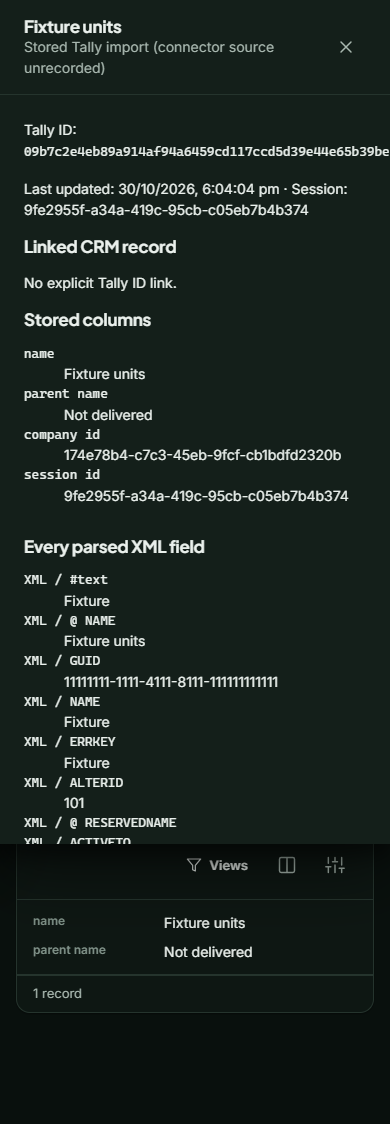 Fixture units
Stored Tally import (connector source
unrecorded)
Tally ID:
09b7c2e4eb89a914af94a6459cd117ccd5d39e44e65b39be
Last updated: 30/10/2026, 6:04:04 pm · Session:
9fe2955f-a34a-419c-95cb-c05eb7b4b374
Linked CRM record
No explicit Tally ID link.
Stored columns
name
Fixture units
parent name
Not delivered
company id
174e78b4-c7c3-45eb-9fcf-cb1bdfd2320b
session id
9fe2955f-a34a-419c-95cb-c05eb7b4b374
Every parsed XML field
XML / #text
Fixture
XML / @ NAME
Fixture units
XML / GUID
11111111-1111-4111-8111-111111111111
XML / NAME
Fixture
XML / ERRKEY
Fixture
XML / ALTERID
101
XML / @ RESERVEDNAME
XML / ACTIVETO
Views
name Fixture units
parent name Not delivered
1 record